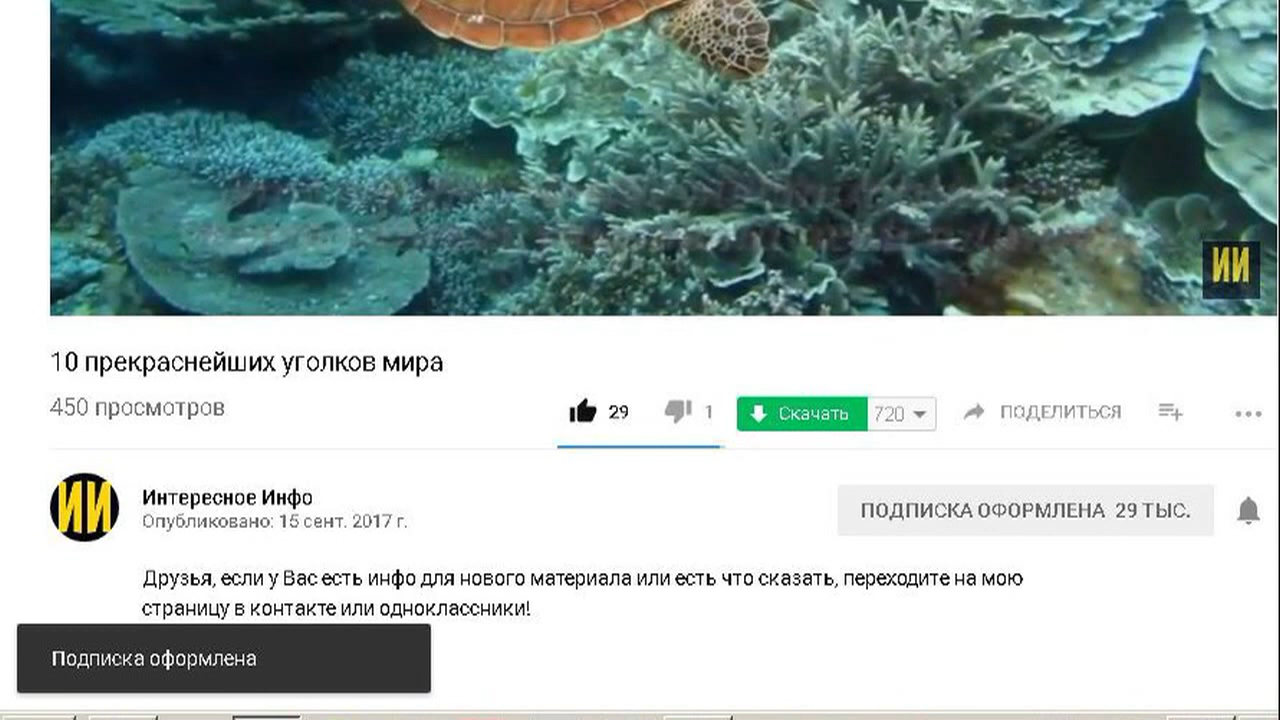 ИИ
10 прекраснейших уголков мира
450 просмотров
29 1 Скачать 720 ПОДЕЛИТЬСЯ
ИИ
Интересное Инфо
Опубликовано: 15 сент. 2017 г.
ПОДПИСКА ОФОРМЛЕНА 29 ТЫС.
Друзья, если у Вас есть инфо для нового материала или есть что сказать, переходите на мою
страницу в контакте или одноклассники!
Подписка оформлена